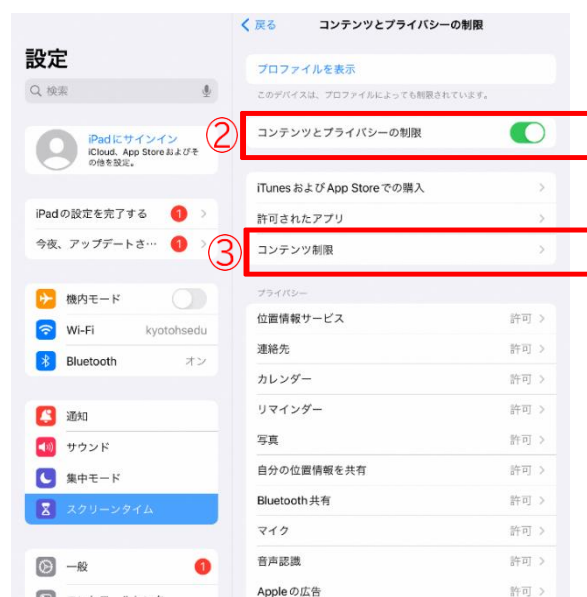 設定
検索
iPadにサインイン
iCloud、App Storeおよびそ
の他を設定。
iPadの設定を完了する 1
今夜、アップデートさ… 1
機内モード
Wi-Fi kyotohsedu
Bluetooth オン
通知
サウンド
集中モード
スクリーンタイム
一般 1
戻る コンテンツとプライバシーの制限
プロファイルを表示
このデバイスは、プロファイルによっても制限されています。
② コンテンツとプライバシーの制限
iTunesおよびApp Storeでの購入
許可されたアプリ
③ コンテンツ制限
プライバシー
位置情報サービス 許可
連絡先 許可
カレンダー 許可
リマインダー 許可
写真 許可
自分の位置情報を共有 許可
Bluetooth共有 許可
マイク 許可
音声認識 許可
Appleの広告 許可